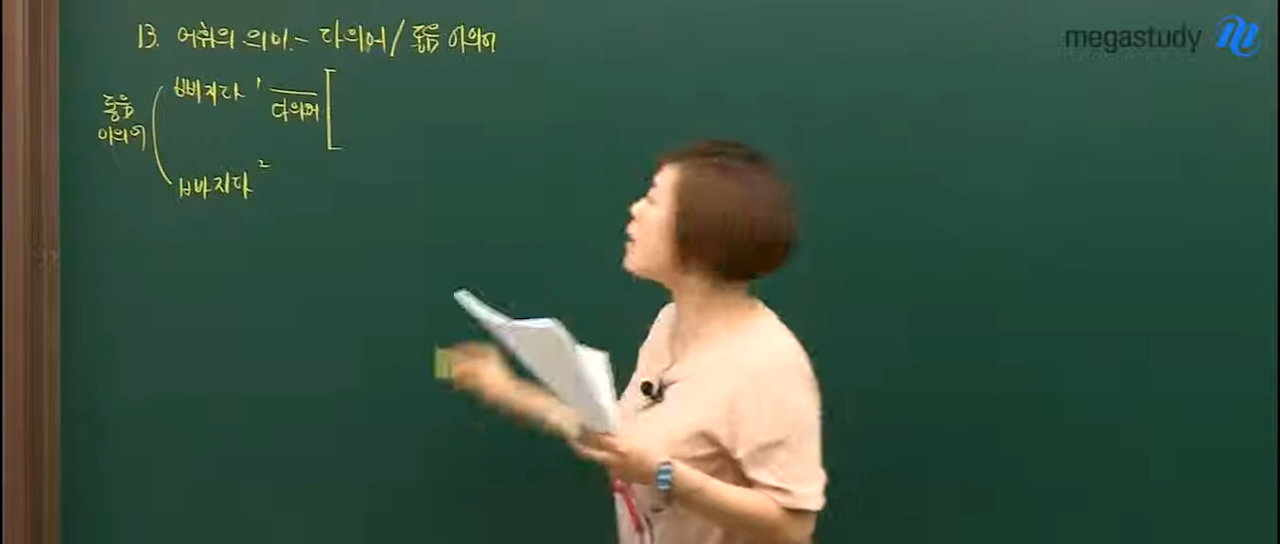 13. 어휘의 의미 - 다의어 / 동음 이의어
megastudy
동음
이의어
빠지다 1 다의어
빠지다 2